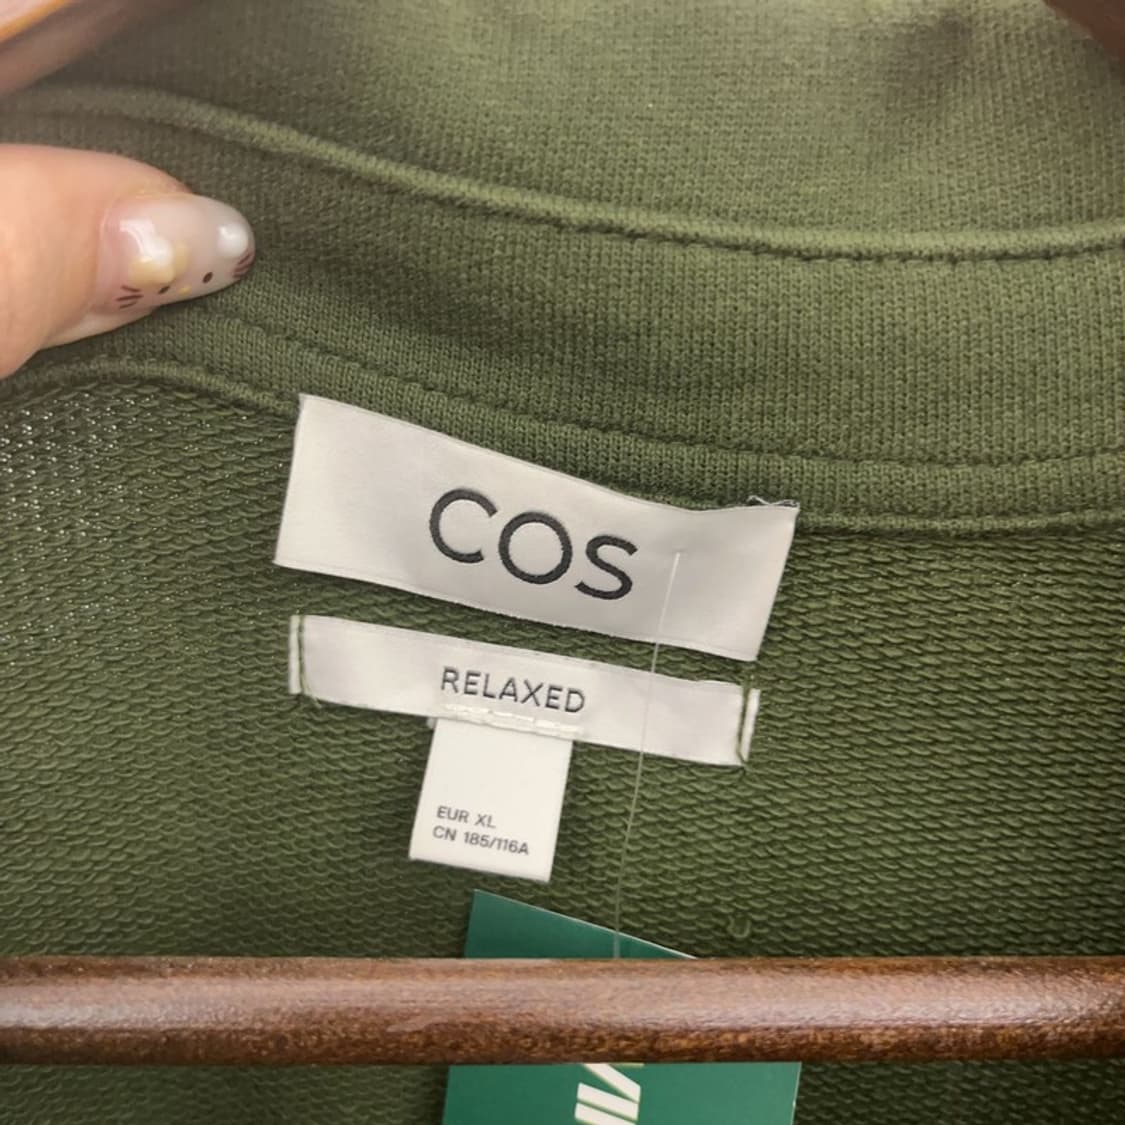 COS
RELAXED
EUR XL
CN 185/116A